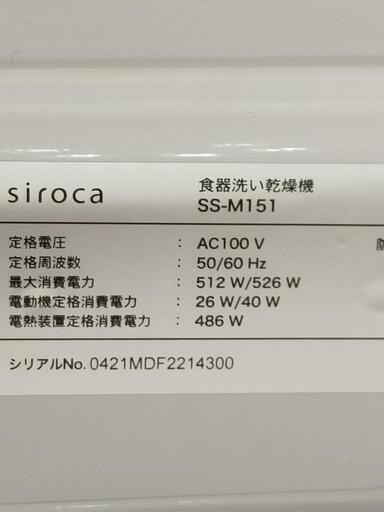 siroca
食器洗い乾燥機
SS-M151
定格電圧 : AC100 V
定格周波数 : 50/60 Hz
最大消費電力 : 512 W/526 W
電動機定格消費電力 : 26 W/40 W
電熱装置定格消費電力 : 486 W
シリアルNo. 0421MDF2214300